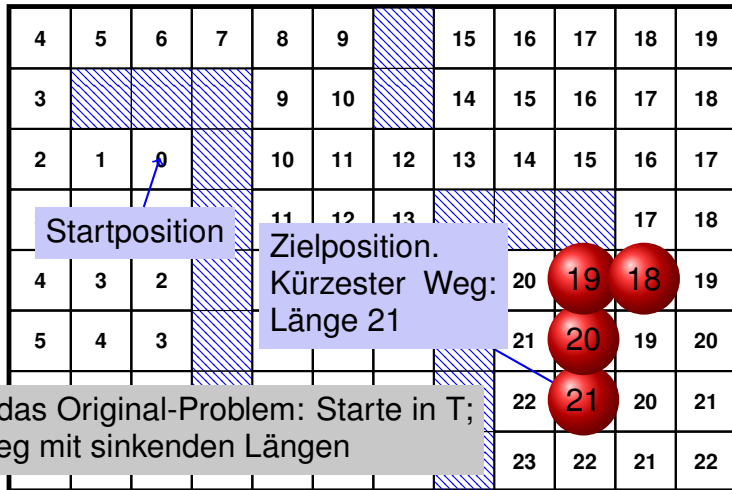 4 5 6 7 8 9 15 16 17 18 19
3 9 10 14 15 16 17 18
2 1 0 10 11 12 13 14 15 16 17
11 12 13 17 18
Startposition
Zielposition.
Kürzester Weg:
Länge 21
4 3 2 20 19 18 19
5 4 3 21 20 19 20
22 21 20 21
das Original-Problem: Starte in T;
eg mit sinkenden Längen
23 22 21 22